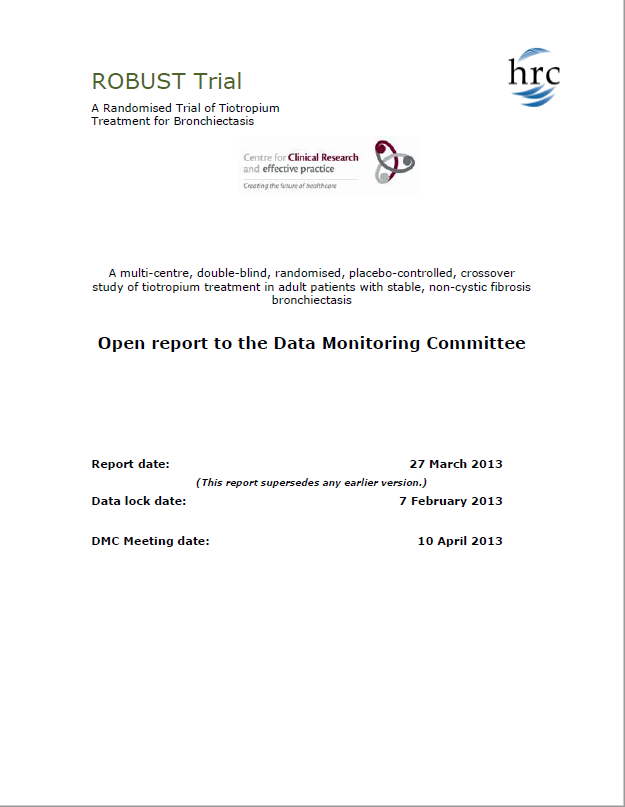 hrc
ROBUST Trial
A Randomised Trial of Tiotropium
Treatment for Bronchiectasis
Centre for Clinical Research
and effective practice
Creating the future of healthcare
A multi-centre, double-blind, randomised, placebo-controlled, crossover
study of tiotropium treatment in adult patients with stable, non-cystic fibrosis
bronchiectasis
Open report to the Data Monitoring Committee
Report date: 27 March 2013
(This report supersedes any earlier version.)
Data lock date: 7 February 2013
DMC Meeting date: 10 April 2013